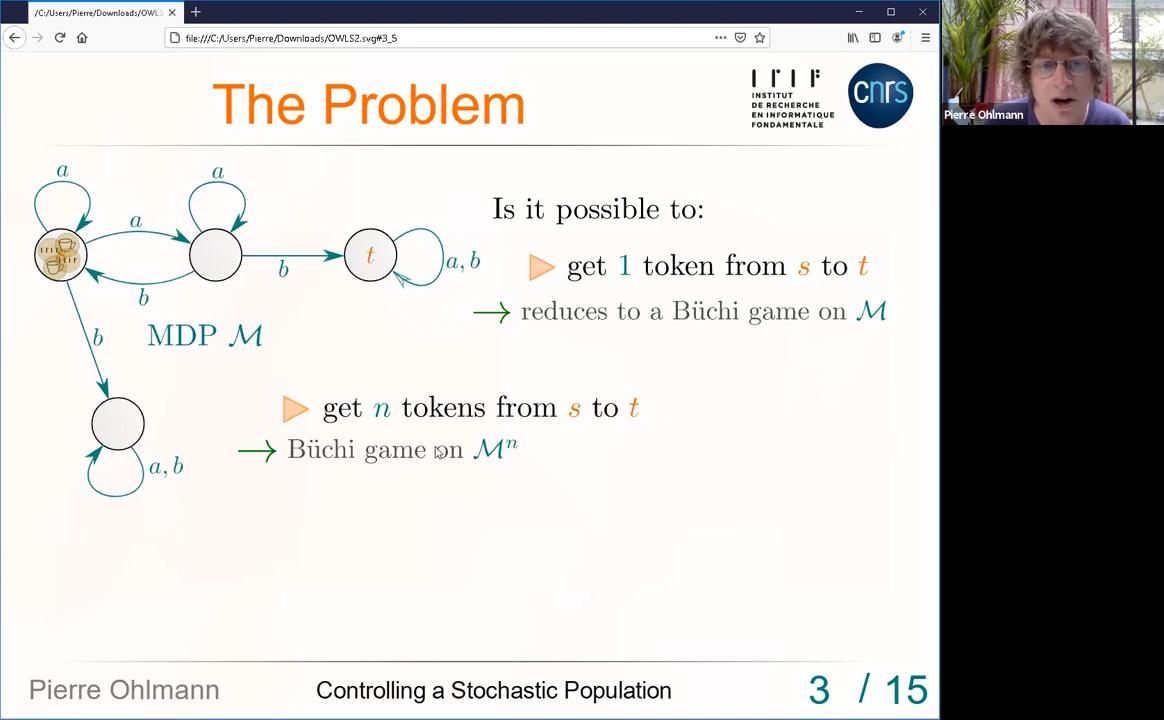 /C:/Users/Pierre/Downloads/OWLS
file:///C:/Users/Pierre/Downloads/OWLS2.svg#3_5
Pierre Ohlmann
The Problem
INSTITUT
DE RECHERCHE
EN INFORMATIQUE
FONDAMENTALE
cnrs
a
a
a
b
b
t
a, b
b
MDP ℳ
a, b
Is it possible to:
get 1 token from s to t
→ reduces to a Büchi game on ℳ
get n tokens from s to t
→ Büchi game on ℳⁿ
Pierre Ohlmann
Controlling a Stochastic Population
3 / 15